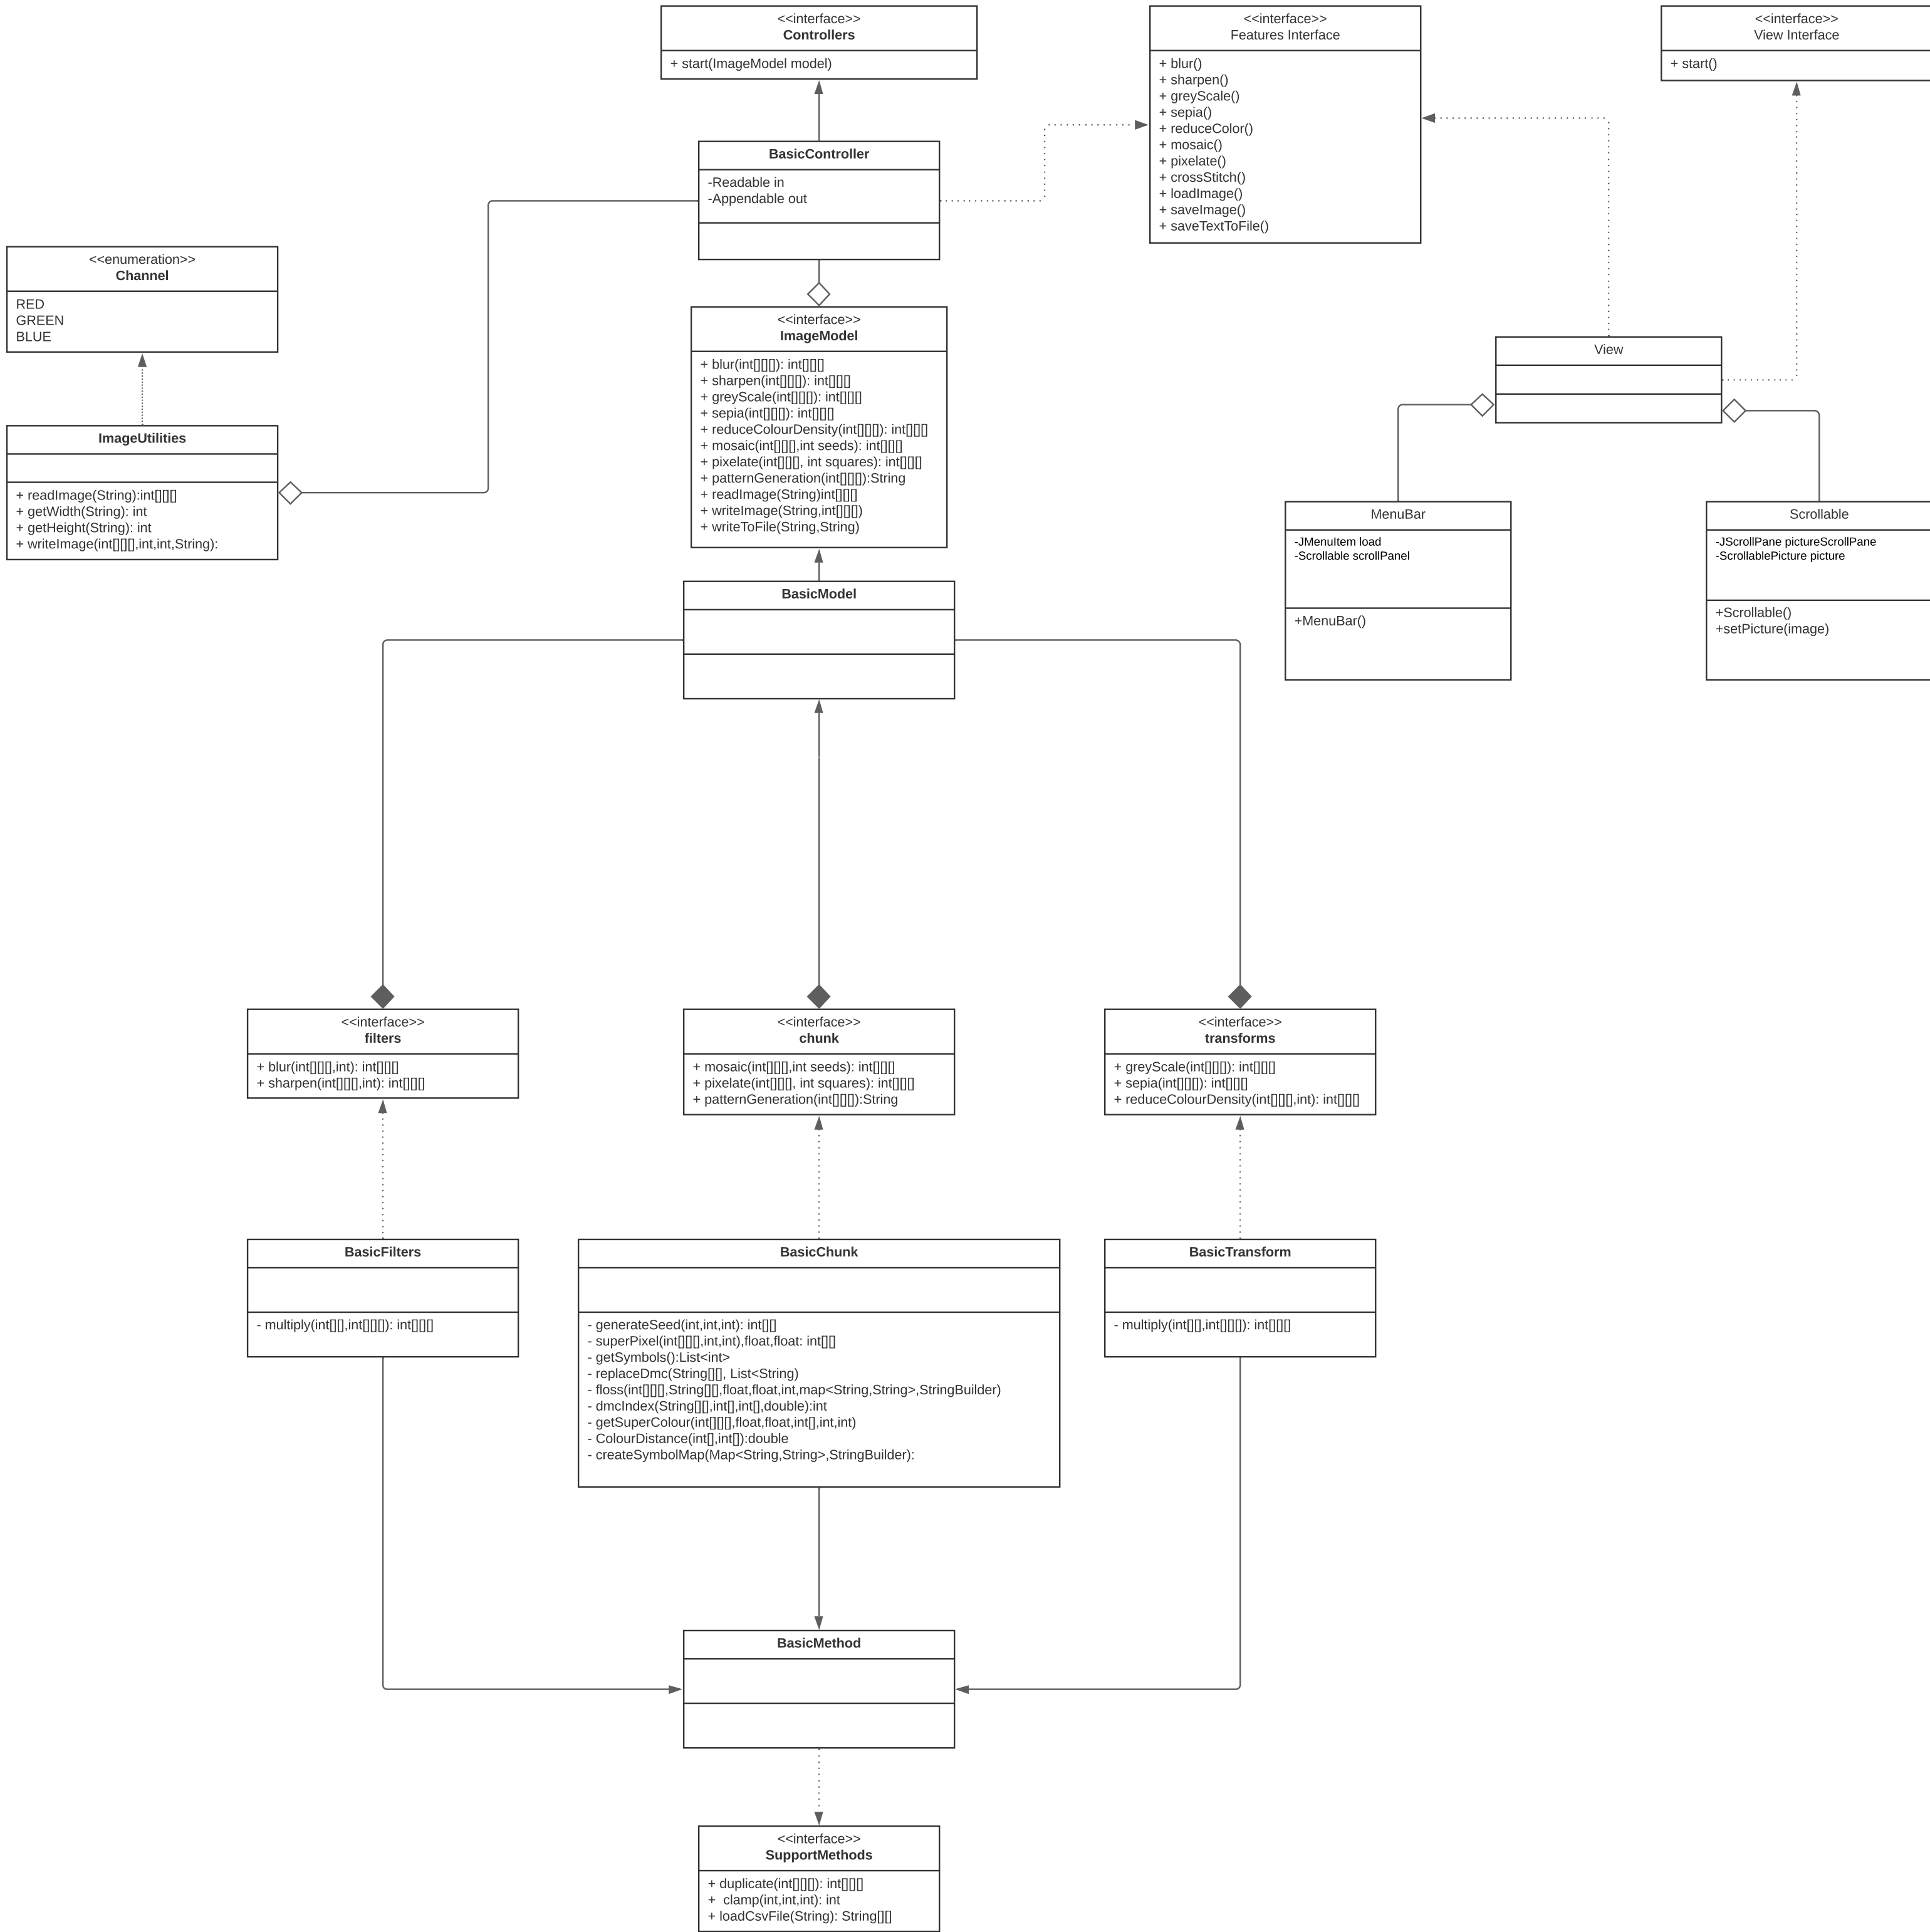 <<interface>>
Controllers
+ start(ImageModel model)
<<interface>>
Features Interface
+ blur()
+ sharpen()
+ greyScale()
+ sepia()
+ reduceColor()
+ mosaic()
+ pixelate()
+ crossStitch()
+ loadImage()
+ saveImage()
+ saveTextToFile()
<<interface>>
View Interface
+ start()
BasicController
-Readable in
-Appendable out
<<enumeration>>
Channel
RED
GREEN
BLUE
<<interface>>
ImageModel
+ blur(int[][][]): int[][][]
+ sharpen(int[][][]): int[][][]
+ greyScale(int[][][]): int[][][]
+ sepia(int[][][]): int[][][]
+ reduceColourDensity(int[][][]): int[][][]
+ mosaic(int[][][],int seeds): int[][][]
+ pixelate(int[][][], int squares): int[][][]
+ patternGeneration(int[][][]):String
+ readImage(String)int[][][]
+ writeImage(String,int[][][])
+ writeToFile(String,String)
View
ImageUtilities
+ readImage(String):int[][][]
+ getWidth(String): int
+ getHeight(String): int
+ writeImage(int[][][],int,int,String):
MenuBar
-JMenuItem load
-Scrollable scrollPanel
+MenuBar()
Scrollable
-JScrollPane pictureScrollPane
-ScrollablePicture picture
+Scrollable()
+setPicture(image)
BasicModel
<<interface>>
filters
+ blur(int[][][],int): int[][][]
+ sharpen(int[][][],int): int[][][]
<<interface>>
chunk
+ mosaic(int[][][],int seeds): int[][][]
+ pixelate(int[][][], int squares): int[][][]
+ patternGeneration(int[][][]):String
<<interface>>
transforms
+ greyScale(int[][][]): int[][][]
+ sepia(int[][][]): int[][][]
+ reduceColourDensity(int[][][],int): int[][][]
BasicFilters
- multiply(int[][],int[][][]): int[][][]
BasicChunk
- generateSeed(int,int,int): int[][]
- superPixel(int[][][],int,int),float,float: int[][]
- getSymbols():List<int>
- replaceDmc(String[][], List<String)
- floss(int[][][],String[][],float,float,int,map<String,String>,StringBuilder)
- dmcIndex(String[][],int[],int[],double):int
- getSuperColour(int[][][],float,float,int[],int,int)
- ColourDistance(int[],int[]):double
- createSymbolMap(Map<String,String>,StringBuilder):
BasicTransform
- multiply(int[][],int[][][]): int[][][]
BasicMethod
<<interface>>
SupportMethods
+ duplicate(int[][][]): int[][][]
+  clamp(int,int,int): int
+ loadCsvFile(String): String[][]